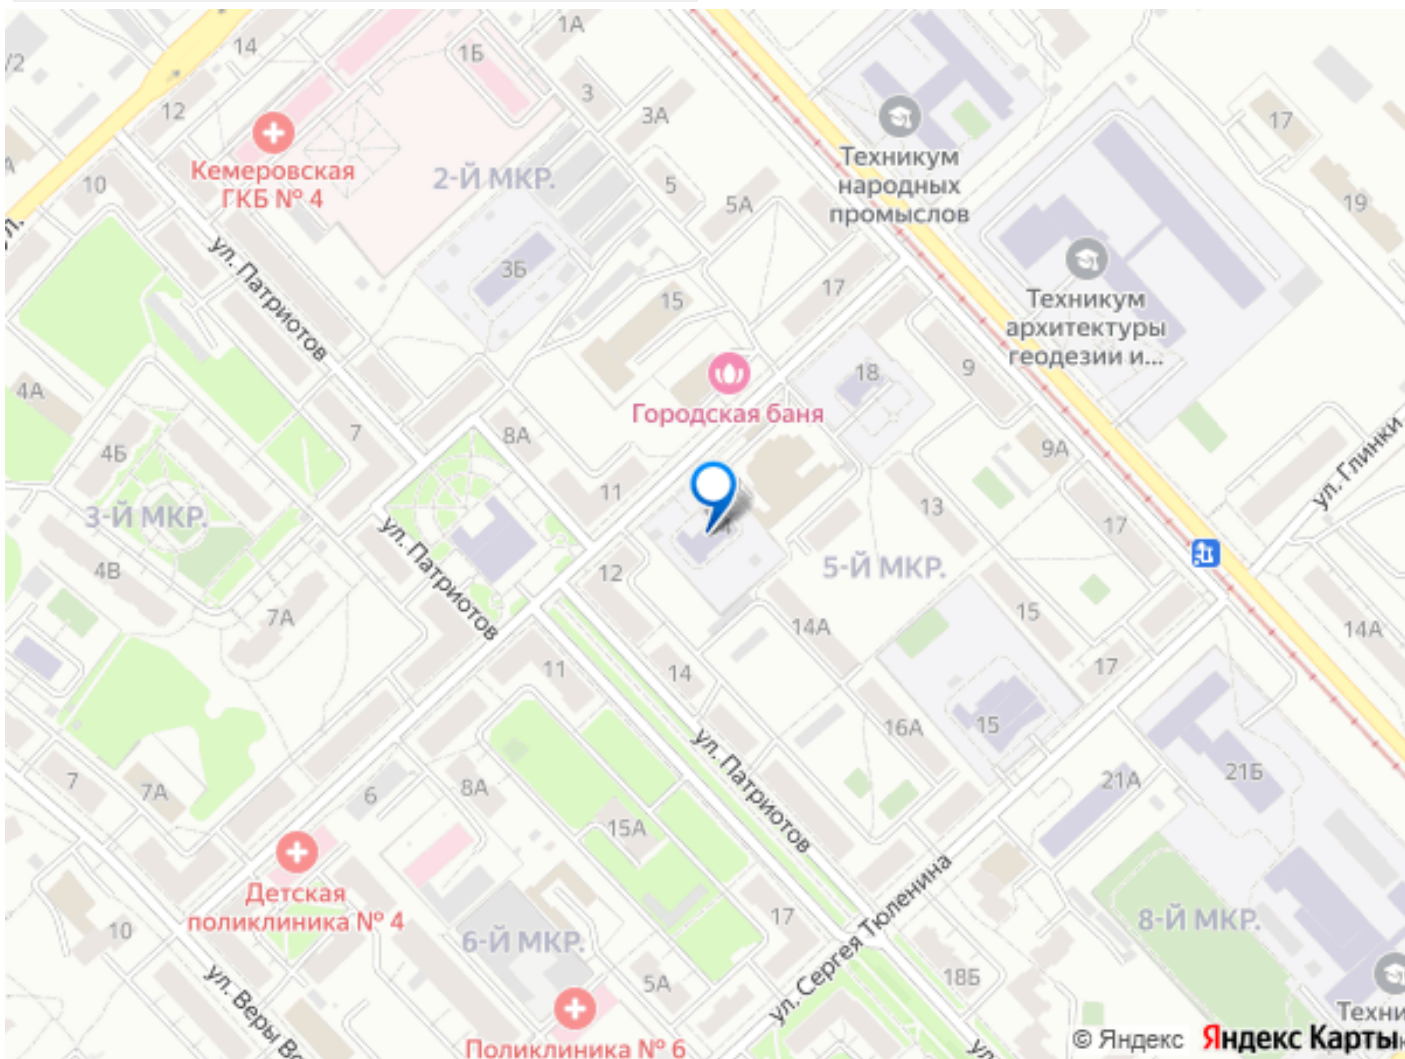 1А
14
1Б
/2
3
12
3А
17
Техникум
народных
промыслов
Кемеровская
ГКБ № 4
2-Й МКР.
10
5
5А
19
ул. Патриотов
3Б
15
17
Техникум
архитектуры
геодезии и...
4А
18
9
Городская баня
7
8А
4Б
9А
ул. Глинки
3-Й МКР.
11
13
17
4В
ул. Патриотов
12
5-Й МКР.
7А
15
14А
14А
11
14
17
16А
15
7
7А
6
8А
ул. Патриотов
21А
21Б
15А
Детская
поликлиника № 4
ул. Сергея Тюленина
10
6-Й МКР.
17
8-Й МКР.
ул. Веры Во
5А
18Б
Поликлиника № 6
Техни
© Яндекс Яндекс Карты